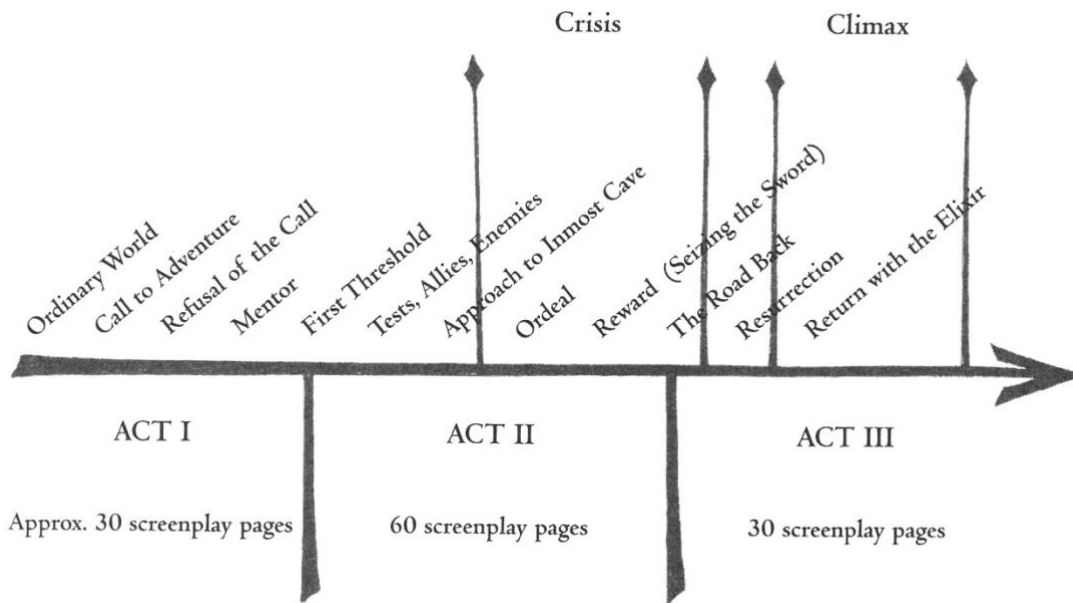 Crisis
Climax
Ordinary World
Call to Adventure
Refusal of the Call
Mentor
First Threshold
Tests, Allies, Enemies
Approach to Inmost Cave
Ordeal
Reward (Seizing the Sword)
The Road Back
Resurrection
Return with the Elixir
ACT I
ACT II
ACT III
Approx. 30 screenplay pages
60 screenplay pages
30 screenplay pages